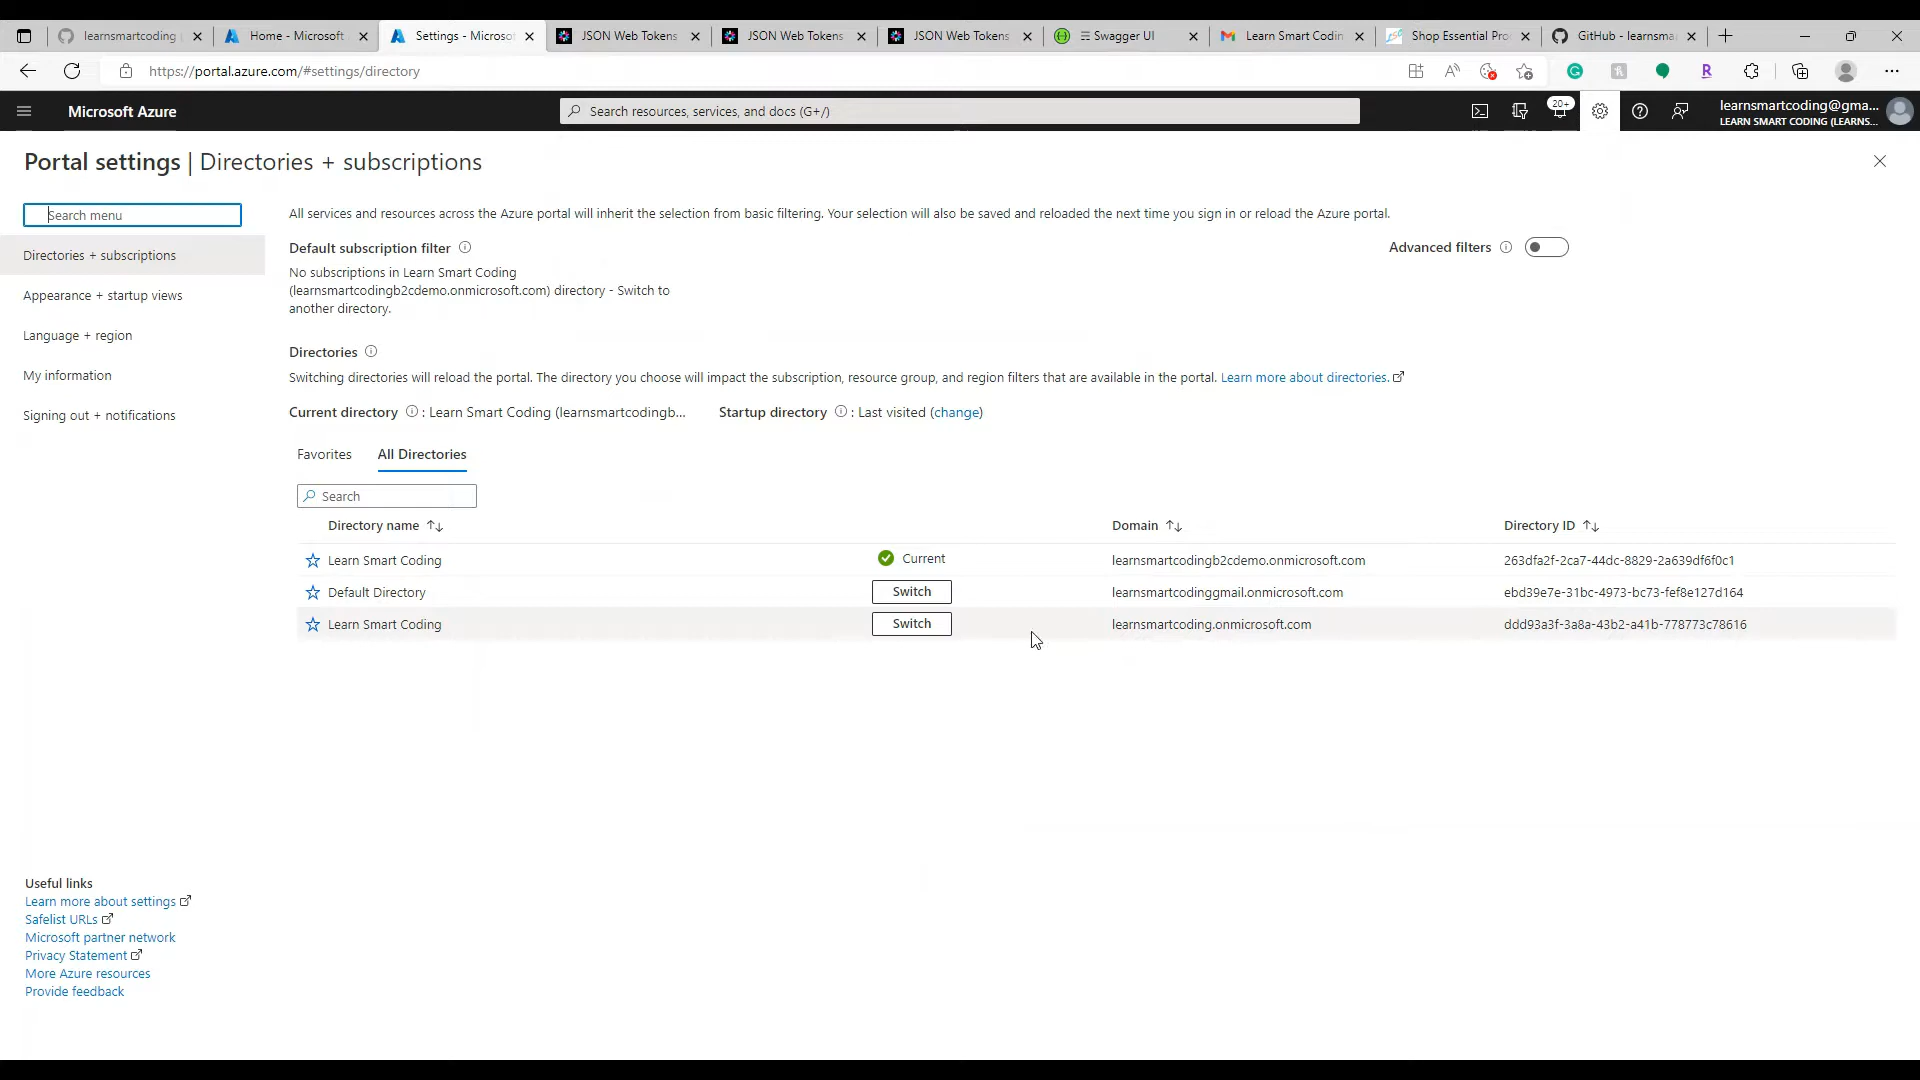 learnsmartcoding
Home - Microsoft
Settings - Microso
JSON Web Tokens
JSON Web Tokens
JSON Web Tokens
Swagger UI
Learn Smart Codin
Shop Essential Pro
GitHub - learnsma
https://portal.azure.com/#settings/directory
Microsoft Azure
Search resources, services, and docs (G+/)
20+
learnsmartcoding@gma...
LEARN SMART CODING (LEARNS...
Portal settings | Directories + subscriptions
Search menu
Directories + subscriptions
Appearance + startup views
Language + region
My information
Signing out + notifications
All services and resources across the Azure portal will inherit the selection from basic filtering. Your selection will also be saved and reloaded the next time you sign in or reload the Azure portal.
Default subscription filter
Advanced filters
No subscriptions in Learn Smart Coding
(learnsmartcodingb2cdemo.onmicrosoft.com) directory - Switch to
another directory.
Directories
Switching directories will reload the portal. The directory you choose will impact the subscription, resource group, and region filters that are available in the portal. Learn more about directories.
Current directory : Learn Smart Coding (learnsmartcodingb...
Startup directory : Last visited (change)
Favorites
All Directories
Search
Directory name
Domain
Directory ID
Learn Smart Coding
Current
learnsmartcodingb2cdemo.onmicrosoft.com
263dfa2f-2ca7-44dc-8829-2a639df6f0c1
Default Directory
Switch
learnsmartcodinggmail.onmicrosoft.com
ebd39e7e-31bc-4973-bc73-fef8e127d164
Learn Smart Coding
Switch
learnsmartcoding.onmicrosoft.com
ddd93a3f-3a8a-43b2-a41b-778773c78616
Useful links
Learn more about settings
Safelist URLs
Microsoft partner network
Privacy Statement
More Azure resources
Provide feedback